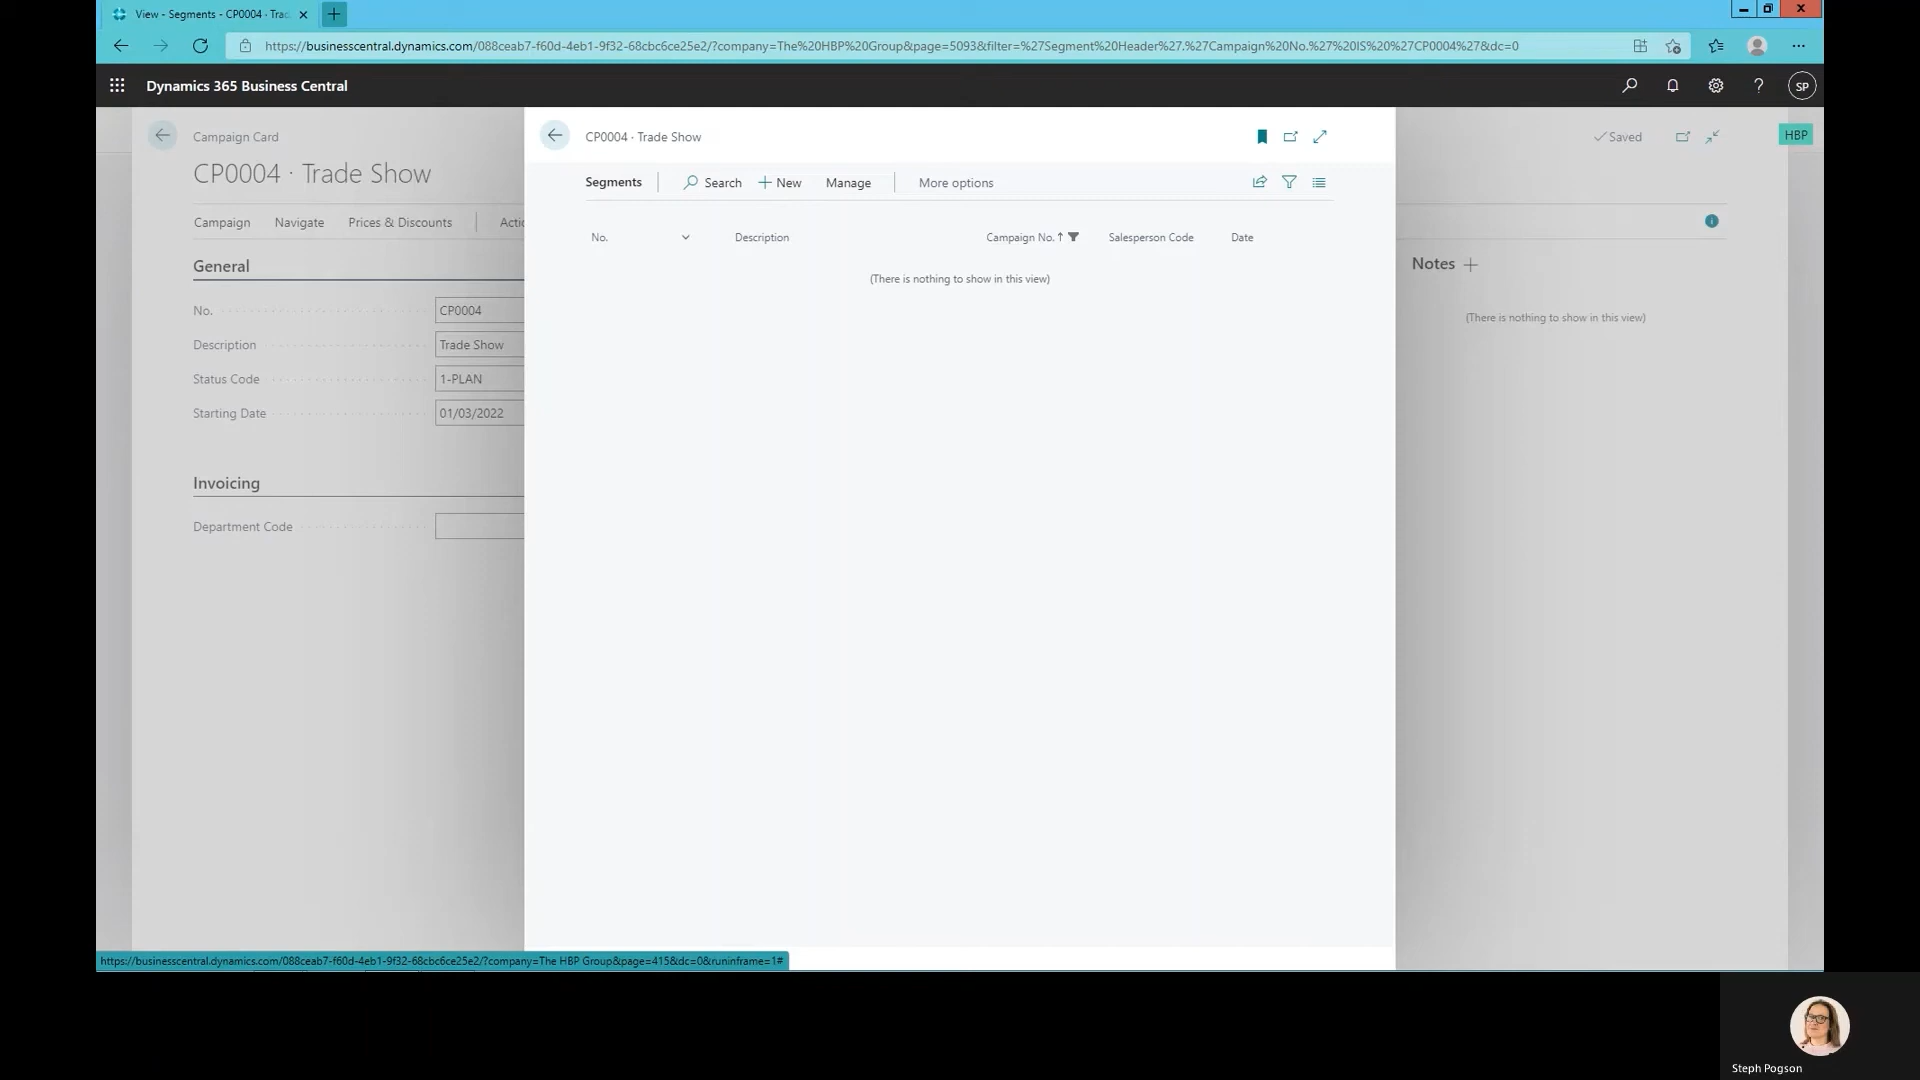 View - Segments - CP0004 · Trad
https://businesscentral.dynamics.com/088ceab7-f60d-4eb1-9f32-68cbc6ce25e2/?company=The%20HBP%20Group&page=5093&filter=%27Segment%20Header%27.%27Campaign%20No.%27%20IS%20%27CP0004%27&dc=0
Dynamics 365 Business Central
SP
Campaign Card
CP0004 · Trade Show
Saved
HBP
CP0004 · Trade Show
Segments
Search
New
Manage
More options
Campaign
Navigate
Prices & Discounts
Actic
No.
Description
Campaign No.
Salesperson Code
Date
(There is nothing to show in this view)
General
Notes
(There is nothing to show in this view)
No.
CP0004
Description
Trade Show
Status Code
1-PLAN
Starting Date
01/03/2022
Invoicing
Department Code
https://businesscentral.dynamics.com/088ceab7-f60d-4eb1-9f32-68cbc6ce25e2/?company=The HBP Group&page=415&dc=0&runinframe=1#
Steph Pogson